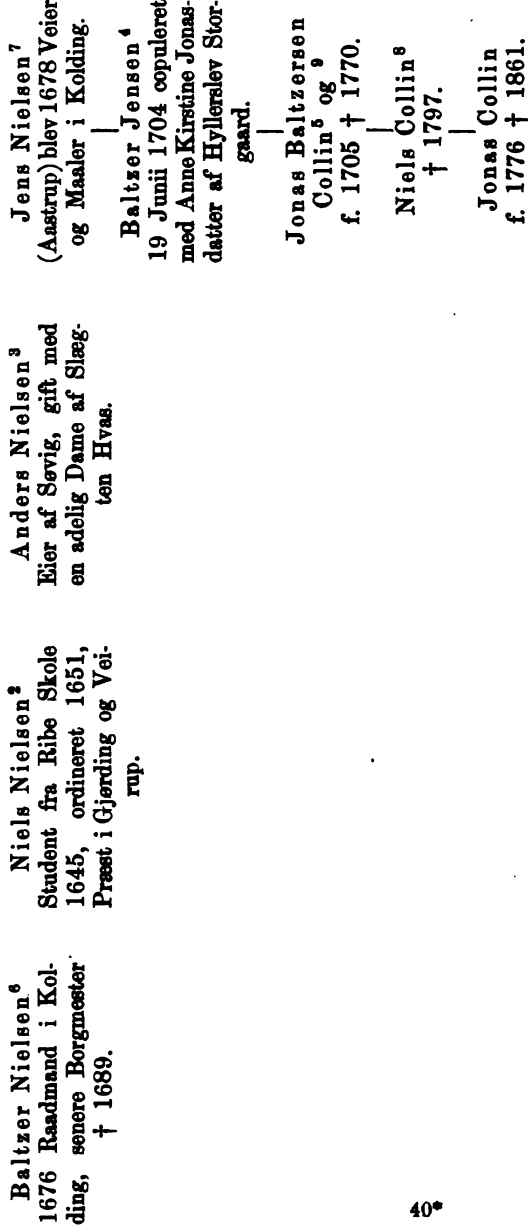 Baltzer Nielsen⁶
1676 Raadmand i Kol-
ding, senere Borgmester
† 1689.
Niels Nielsen²
Student fra Ribe Skole
1645, ordineret 1651,
Præst i Gjørding og Vei-
rup.
Anders Nielsen³
Eier af Søvig, gift med
en adelig Dame af Slæg-
ten Hvas.
Jens Nielsen⁷
(Aastrup) blev 1678 Veier
og Maaler i Kolding.
Baltzer Jensen⁴
19 Junii 1704 copuleret
med Anne Kirstine Jonas-
datter af Hyllerslev Stor-
gaard.
Jonas Baltzersen
Collin⁵ og ⁹
f. 1705 † 1770.
Niels Collin⁸
† 1797.
Jonas Collin
f. 1776 † 1861.
40*